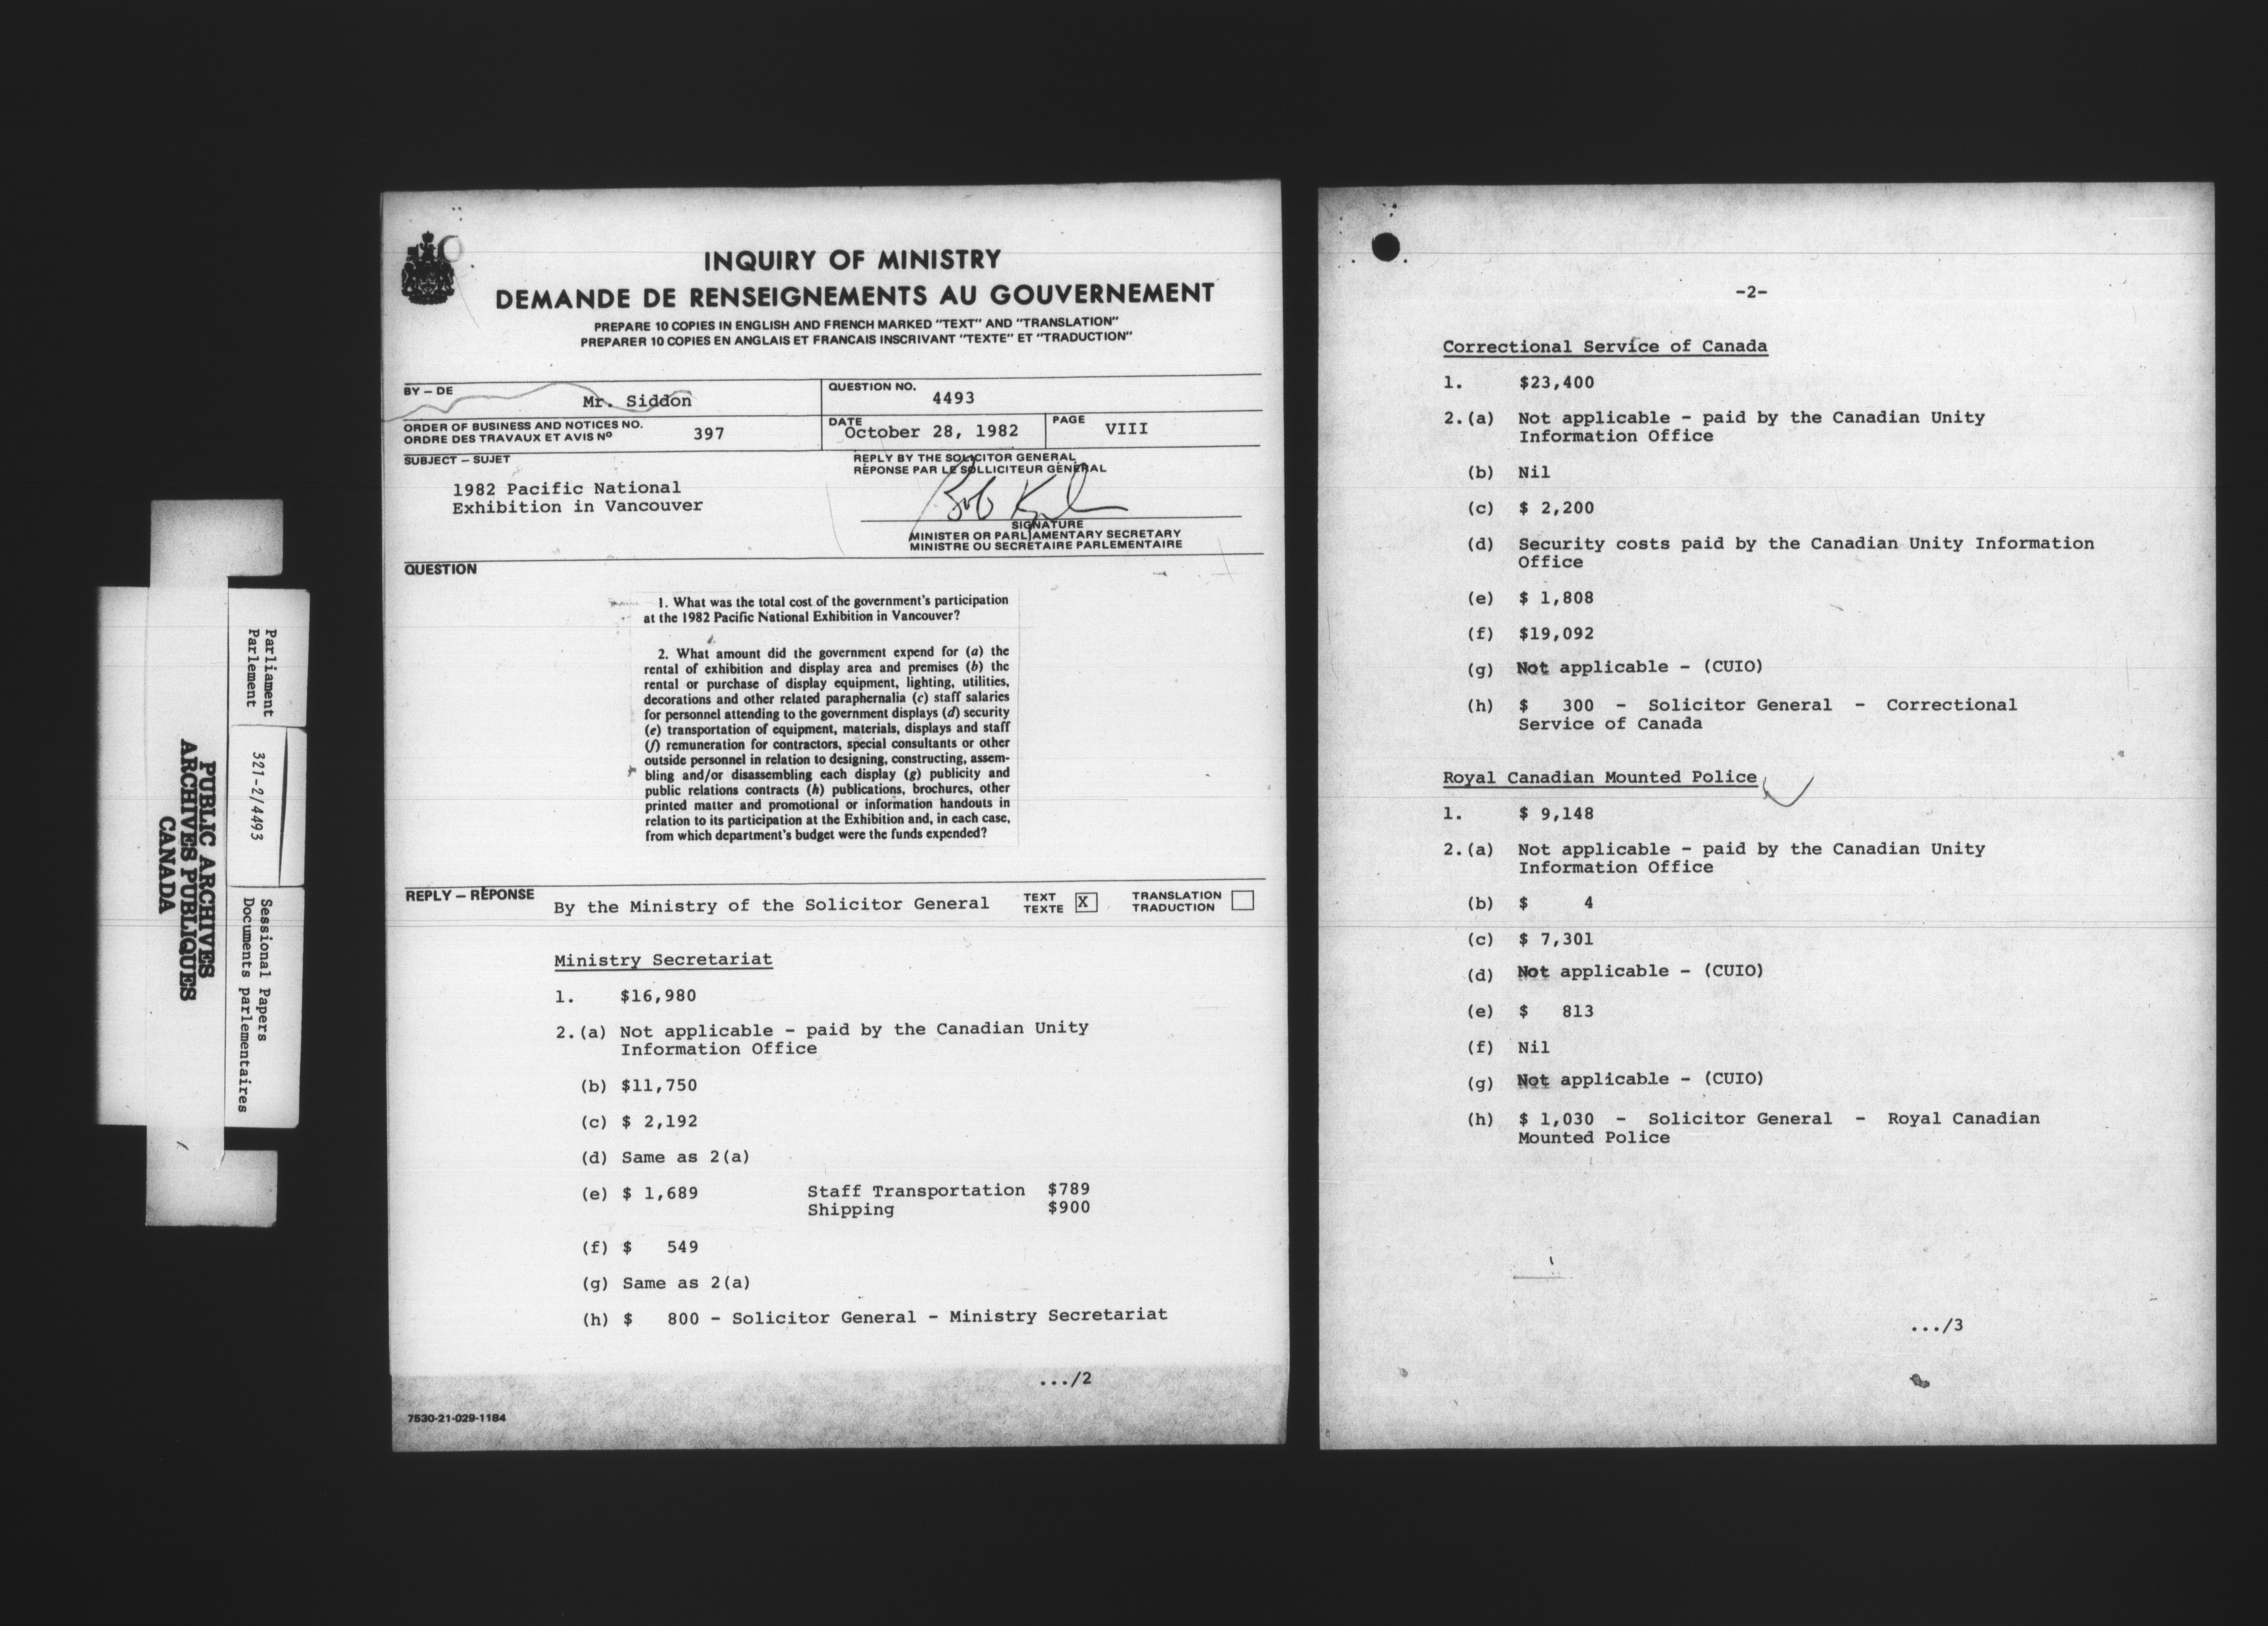 Parliament
Parlement
321-2/4493
Sessional Papers
Documents parlementaires
PUBLIC ARCHIVES
ARCHIVES PUBLIQUES
CANADA
INQUIRY OF MINISTRY
DEMANDE DE RENSEIGNEMENTS AU GOUVERNEMENT
PREPARE 10 COPIES IN ENGLISH AND FRENCH MARKED "TEXT" AND "TRANSLATION"
PREPARER 10 COPIES EN ANGLAIS ET FRANCAIS INSCRIVANT "TEXTE" ET "TRADUCTION"
BY – DE
Mr. Siddon
QUESTION NO.
4493
ORDER OF BUSINESS AND NOTICES NO.
ORDRE DES TRAVAUX ET AVIS Nº
397
DATE
October 28, 1982
PAGE
VIII
SUBJECT – SUJET
1982 Pacific National
Exhibition in Vancouver
REPLY BY THE SOLICITOR GENERAL
RÉPONSE PAR LE SOLLICITEUR GÉNÉRAL
SIGNATURE
MINISTER OR PARLIAMENTARY SECRETARY
MINISTRE OU SECRÉTAIRE PARLEMENTAIRE
QUESTION
1. What was the total cost of the government's participation
at the 1982 Pacific National Exhibition in Vancouver?
2. What amount did the government expend for (a) the
rental of exhibition and display area and premises (b) the
rental or purchase of display equipment, lighting, utilities,
decorations and other related paraphernalia (c) staff salaries
for personnel attending to the government displays (d) security
(e) transportation of equipment, materials, displays and staff
(f) remuneration for contractors, special consultants or other
outside personnel in relation to designing, constructing, assem-
bling and/or disassembling each display (g) publicity and
public relations contracts (h) publications, brochures, other
printed matter and promotional or information handouts in
relation to its participation at the Exhibition and, in each case,
from which department's budget were the funds expended?
REPLY – RÉPONSE
By the Ministry of the Solicitor General
TEXT
TEXTE
X
TRANSLATION
TRADUCTION
Ministry Secretariat
1. $16,980
2.(a) Not applicable - paid by the Canadian Unity
Information Office
(b) $11,750
(c) $ 2,192
(d) Same as 2(a)
(e) $ 1,689 Staff Transportation $789
Shipping $900
(f) $ 549
(g) Same as 2(a)
(h) $ 800 - Solicitor General - Ministry Secretariat
.../2
7530-21-029-1184
-2-
Correctional Service of Canada
1. $23,400
2.(a) Not applicable - paid by the Canadian Unity
Information Office
(b) Nil
(c) $ 2,200
(d) Security costs paid by the Canadian Unity Information
Office
(e) $ 1,808
(f) $19,092
(g) Not applicable - (CUIO)
(h) $ 300 - Solicitor General - Correctional
Service of Canada
Royal Canadian Mounted Police
1. $ 9,148
2.(a) Not applicable - paid by the Canadian Unity
Information Office
(b) $ 4
(c) $ 7,301
(d) Not applicable - (CUIO)
(e) $ 813
(f) Nil
(g) Not applicable - (CUIO)
(h) $ 1,030 - Solicitor General - Royal Canadian
Mounted Police
.../3